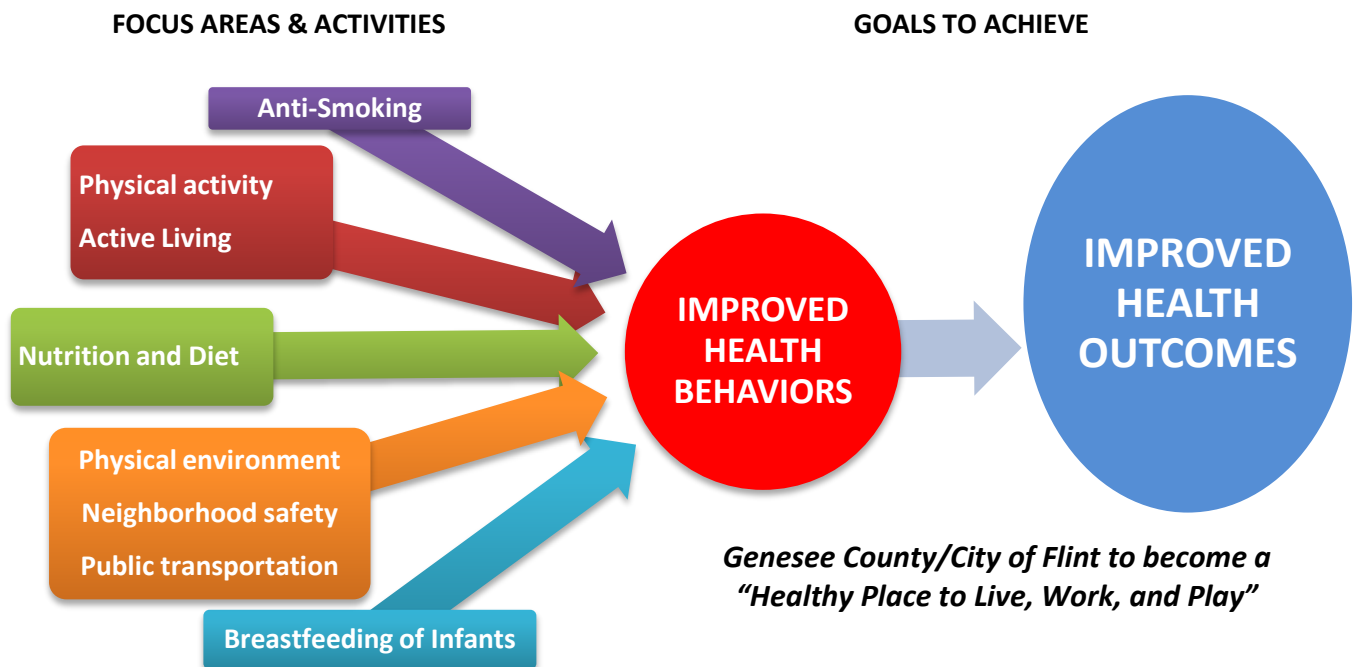 FOCUS AREAS & ACTIVITIES
GOALS TO ACHIEVE
Anti-Smoking
Physical activity
Active Living
Nutrition and Diet
Physical environment
Neighborhood safety
Public transportation
Breastfeeding of Infants
IMPROVED
HEALTH
BEHAVIORS
IMPROVED
HEALTH
OUTCOMES
Genesee County/City of Flint to become a
“Healthy Place to Live, Work, and Play”